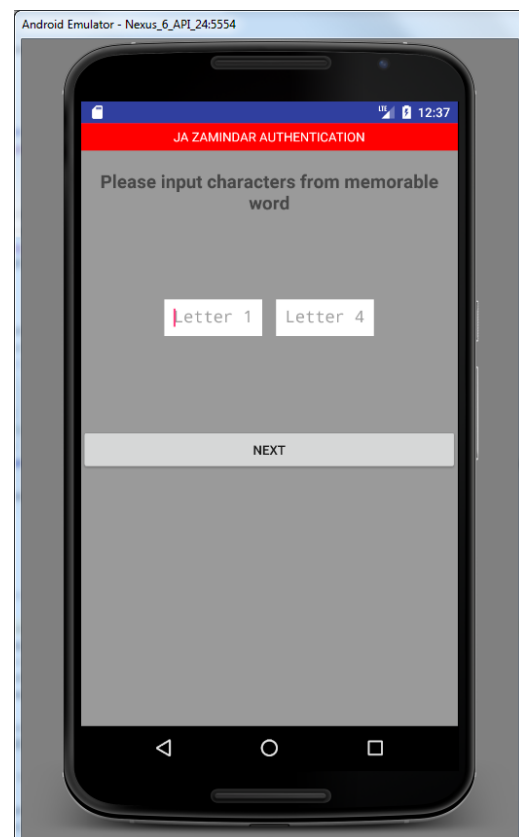 Android Emulator - Nexus_6_API_24:5554
LTE 12:37
JA ZAMINDAR AUTHENTICATION
Please input characters from memorable
word
Letter 1 Letter 4
NEXT